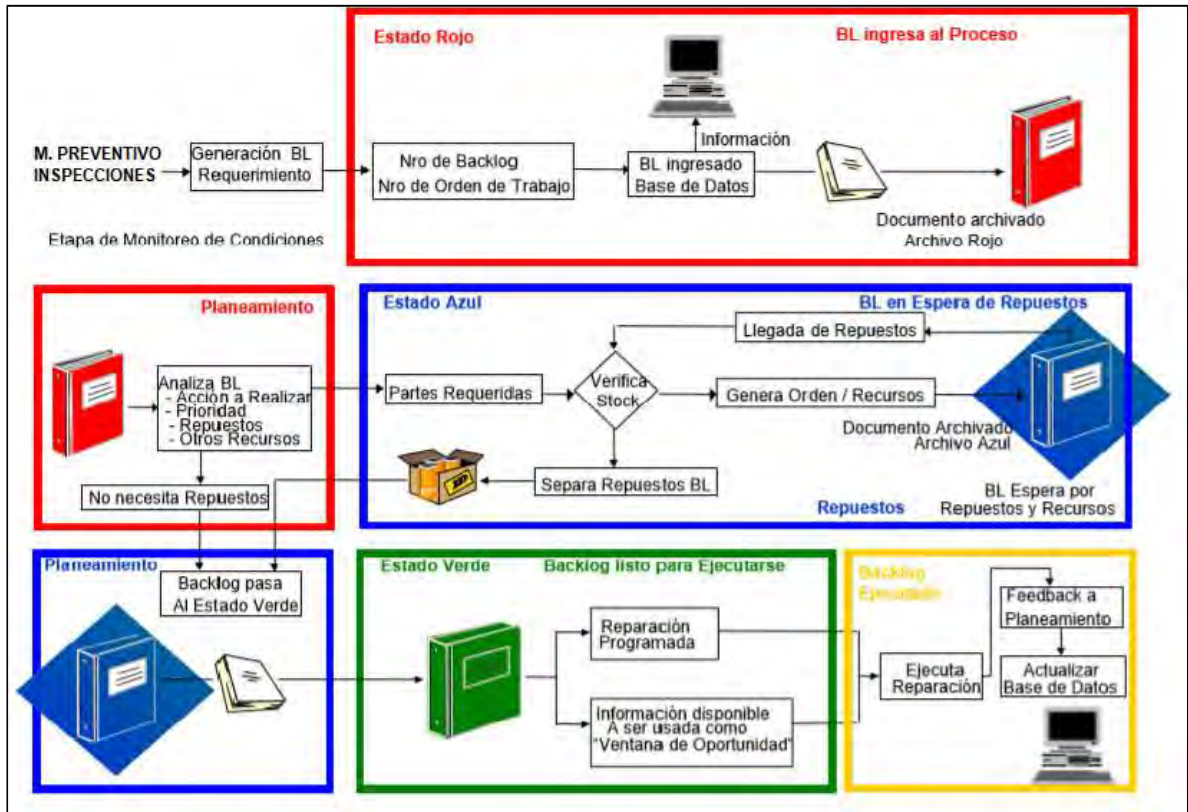 Estado Rojo
BL ingresa al Proceso
Información
M. PREVENTIVO
INSPECCIONES
Generación BL
Requerimiento
Nro de Backlog
Nro de Orden de Trabajo
BL ingresado
Base de Datos
Documento archivado
Archivo Rojo
Etapa de Monitoreo de Condiciones
Planeamiento
Analiza BL
- Acción a Realizar
- Prioridad
- Repuestos
- Otros Recursos
No necesita Repuestos
Estado Azul
BL en Espera de Repuestos
Llegada de Repuestos
Partes Requeridas
Verifica
Stock
Genera Orden / Recursos
Documento Archivado
Archivo Azul
Separa Repuestos BL
BL Espera por
Repuestos y Recursos
Repuestos
Planeamiento
Backlog pasa
Al Estado Verde
Estado Verde
Backlog listo para Ejecutarse
Reparación
Programada
Información disponible
A ser usada como
"Ventana de Oportunidad"
Backlog
Ejecutado
Feedback a
Planeamiento
Ejecuta
Reparación
Actualizar
Base de Datos